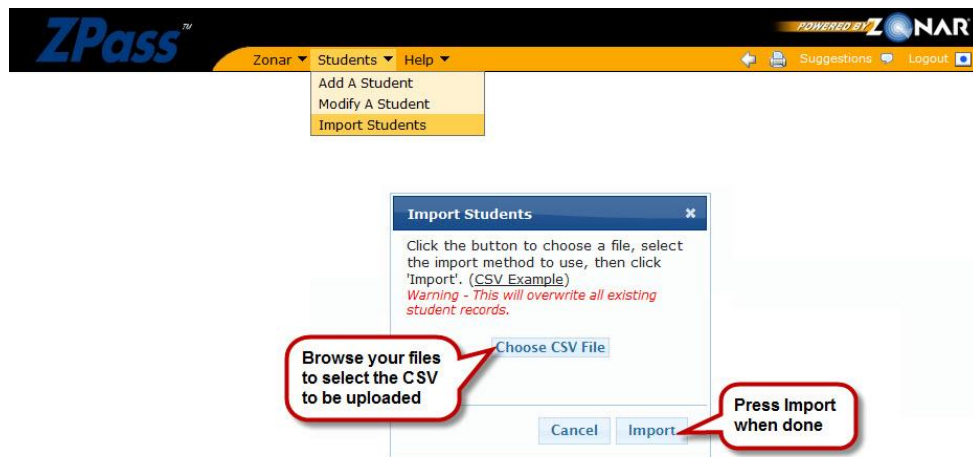 ZPass™
POWERED BY ZONAR
Zonar ▼ Students ▼ Help ▼ Suggestions Logout
Add A Student
Modify A Student
Import Students
Import Students ×
Click the button to choose a file, select
the import method to use, then click
'Import'. (CSV Example)
Warning - This will overwrite all existing
student records.
Choose CSV File
Browse your files
to select the CSV
to be uploaded
Cancel Import
Press Import
when done